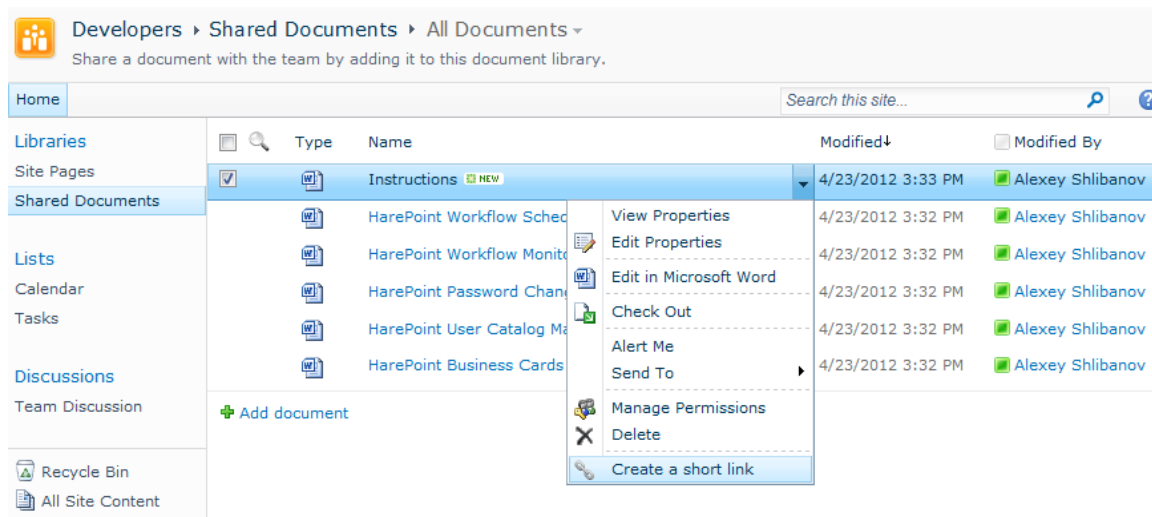 Developers ▸ Shared Documents ▸ All Documents
Share a document with the team by adding it to this document library.
Home
Search this site...
Libraries
Site Pages
Shared Documents
Lists
Calendar
Tasks
Discussions
Team Discussion
Recycle Bin
All Site Content
Type Name Modified Modified By
Instructions NEW 4/23/2012 3:33 PM Alexey Shlibanov
HarePoint Workflow Sched 4/23/2012 3:32 PM Alexey Shlibanov
HarePoint Workflow Monito 4/23/2012 3:32 PM Alexey Shlibanov
HarePoint Password Chang 4/23/2012 3:32 PM Alexey Shlibanov
HarePoint User Catalog Ma 4/23/2012 3:32 PM Alexey Shlibanov
HarePoint Business Cards 4/23/2012 3:32 PM Alexey Shlibanov
Add document
View Properties
Edit Properties
Edit in Microsoft Word
Check Out
Alert Me
Send To
Manage Permissions
Delete
Create a short link